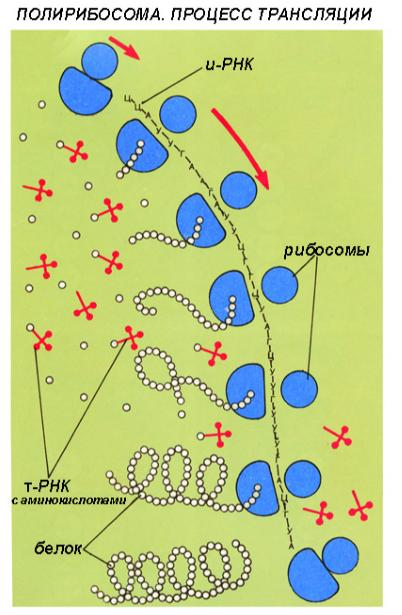 ПОЛИРИБОСОМА. ПРОЦЕСС ТРАНСЛЯЦИИ
и-РНК
рибосомы
т-РНК
с аминокислотами
белок